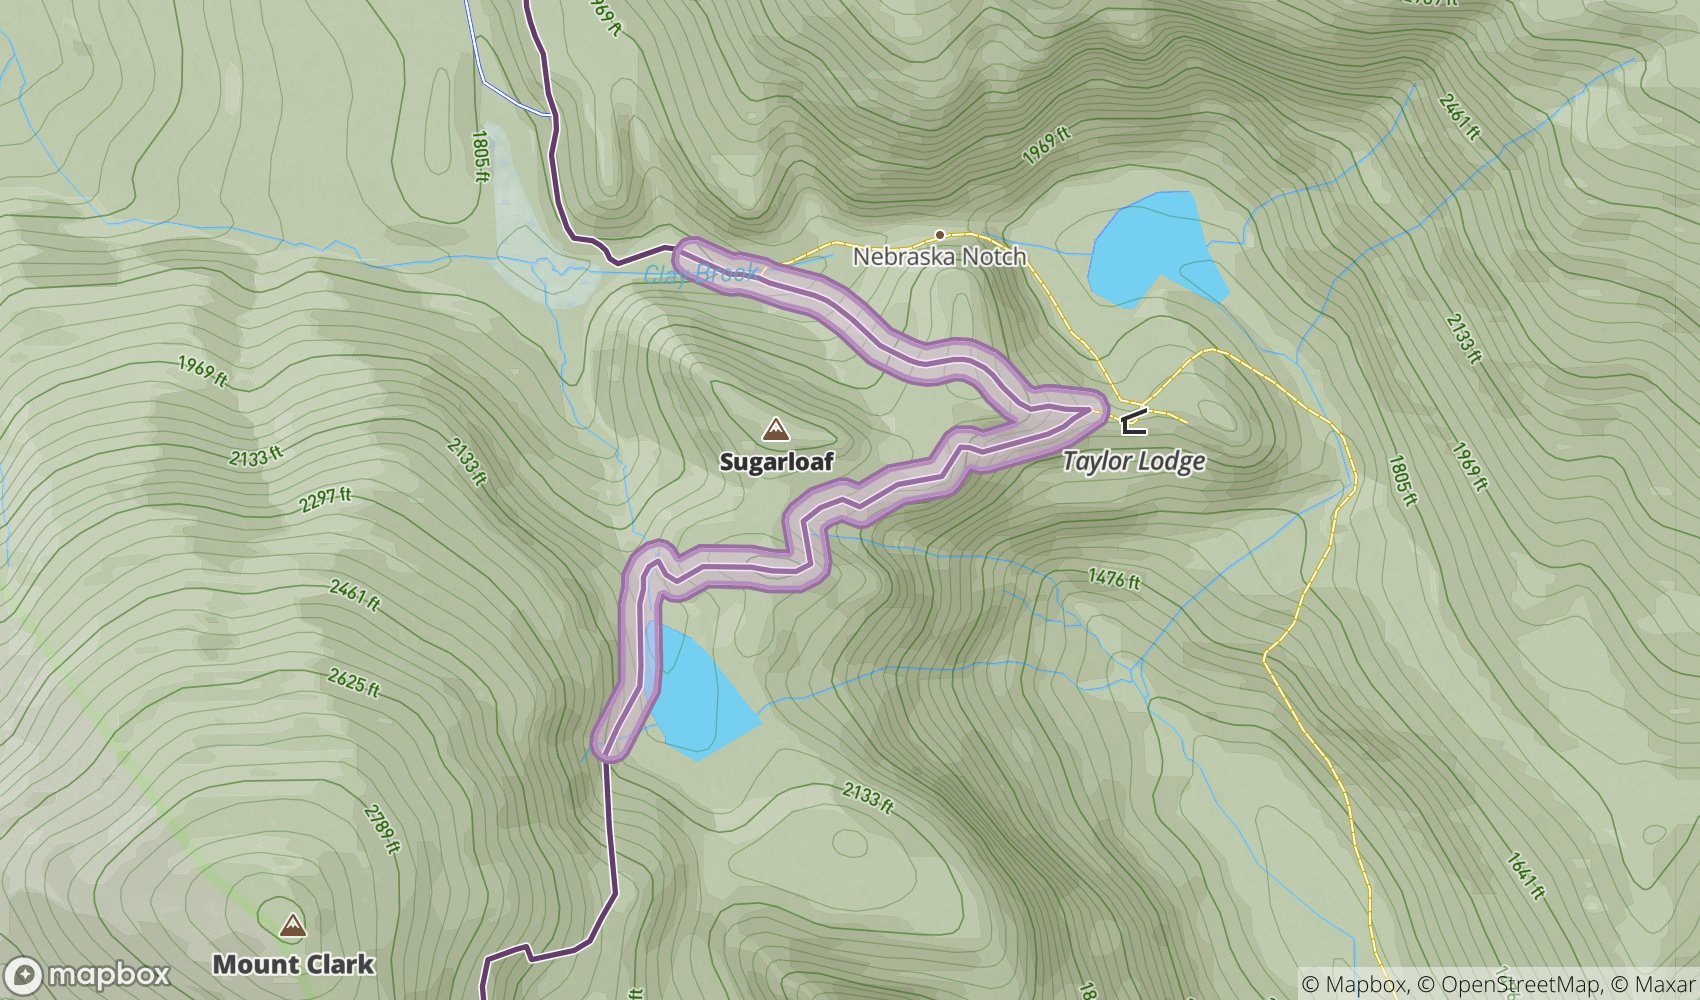 969 ft
1805 ft
1969 ft
2461 ft
Nebraska Notch
Clay Brook
2133 ft
1969 ft
Sugarloaf
Taylor Lodge
2133 ft
2133 ft
2297 ft
1805 ft
1969 ft
1476 ft
2461 ft
2625 ft
2133 ft
2789 ft
1641 ft
Mount Clark
mapbox
© Mapbox, © OpenStreetMap, © Maxar